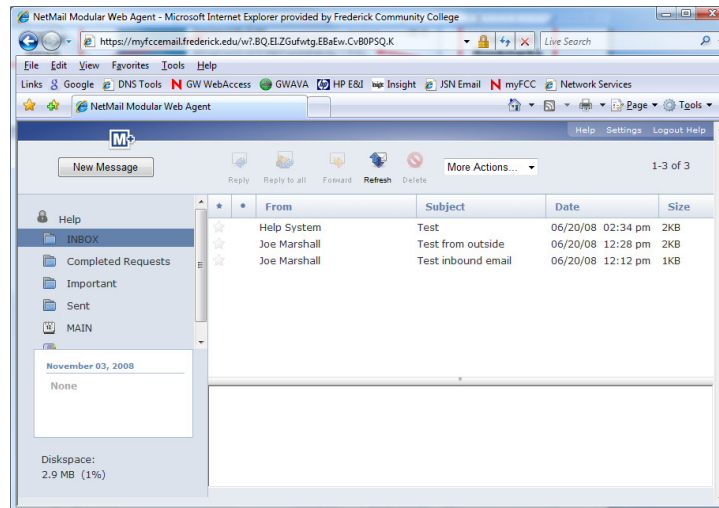 NetMail Modular Web Agent - Microsoft Internet Explorer provided by Frederick Community College
https://myfccemail.frederick.edu/w?.BQ.EI.ZGufwtg.EBaEw.CvB0PSQ.K
Live Search
File Edit View Favorites Tools Help
Links Google DNS Tools GW WebAccess GWAVA HP E&I Insight JSN Email myFCC Network Services
NetMail Modular Web Agent Page Tools
Help Settings Logout Help
M
New Message Reply Reply to all Forward Refresh Delete More Actions... 1-3 of 3
From Subject Date Size
Help
Help System Test 06/20/08 02:34 pm 2KB
INBOX
Joe Marshall Test from outside 06/20/08 12:28 pm 2KB
Completed Requests
Joe Marshall Test inbound email 06/20/08 12:12 pm 1KB
Important
Sent
MAIN
November 03, 2008
None
Diskspace:
2.9 MB (1%)